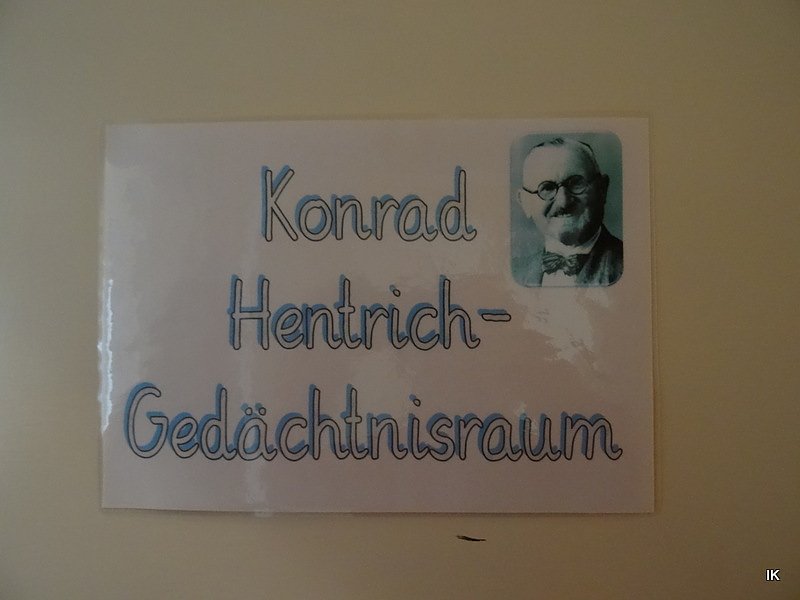 Konrad
Hentrich-
Gedächtnisraum
IK